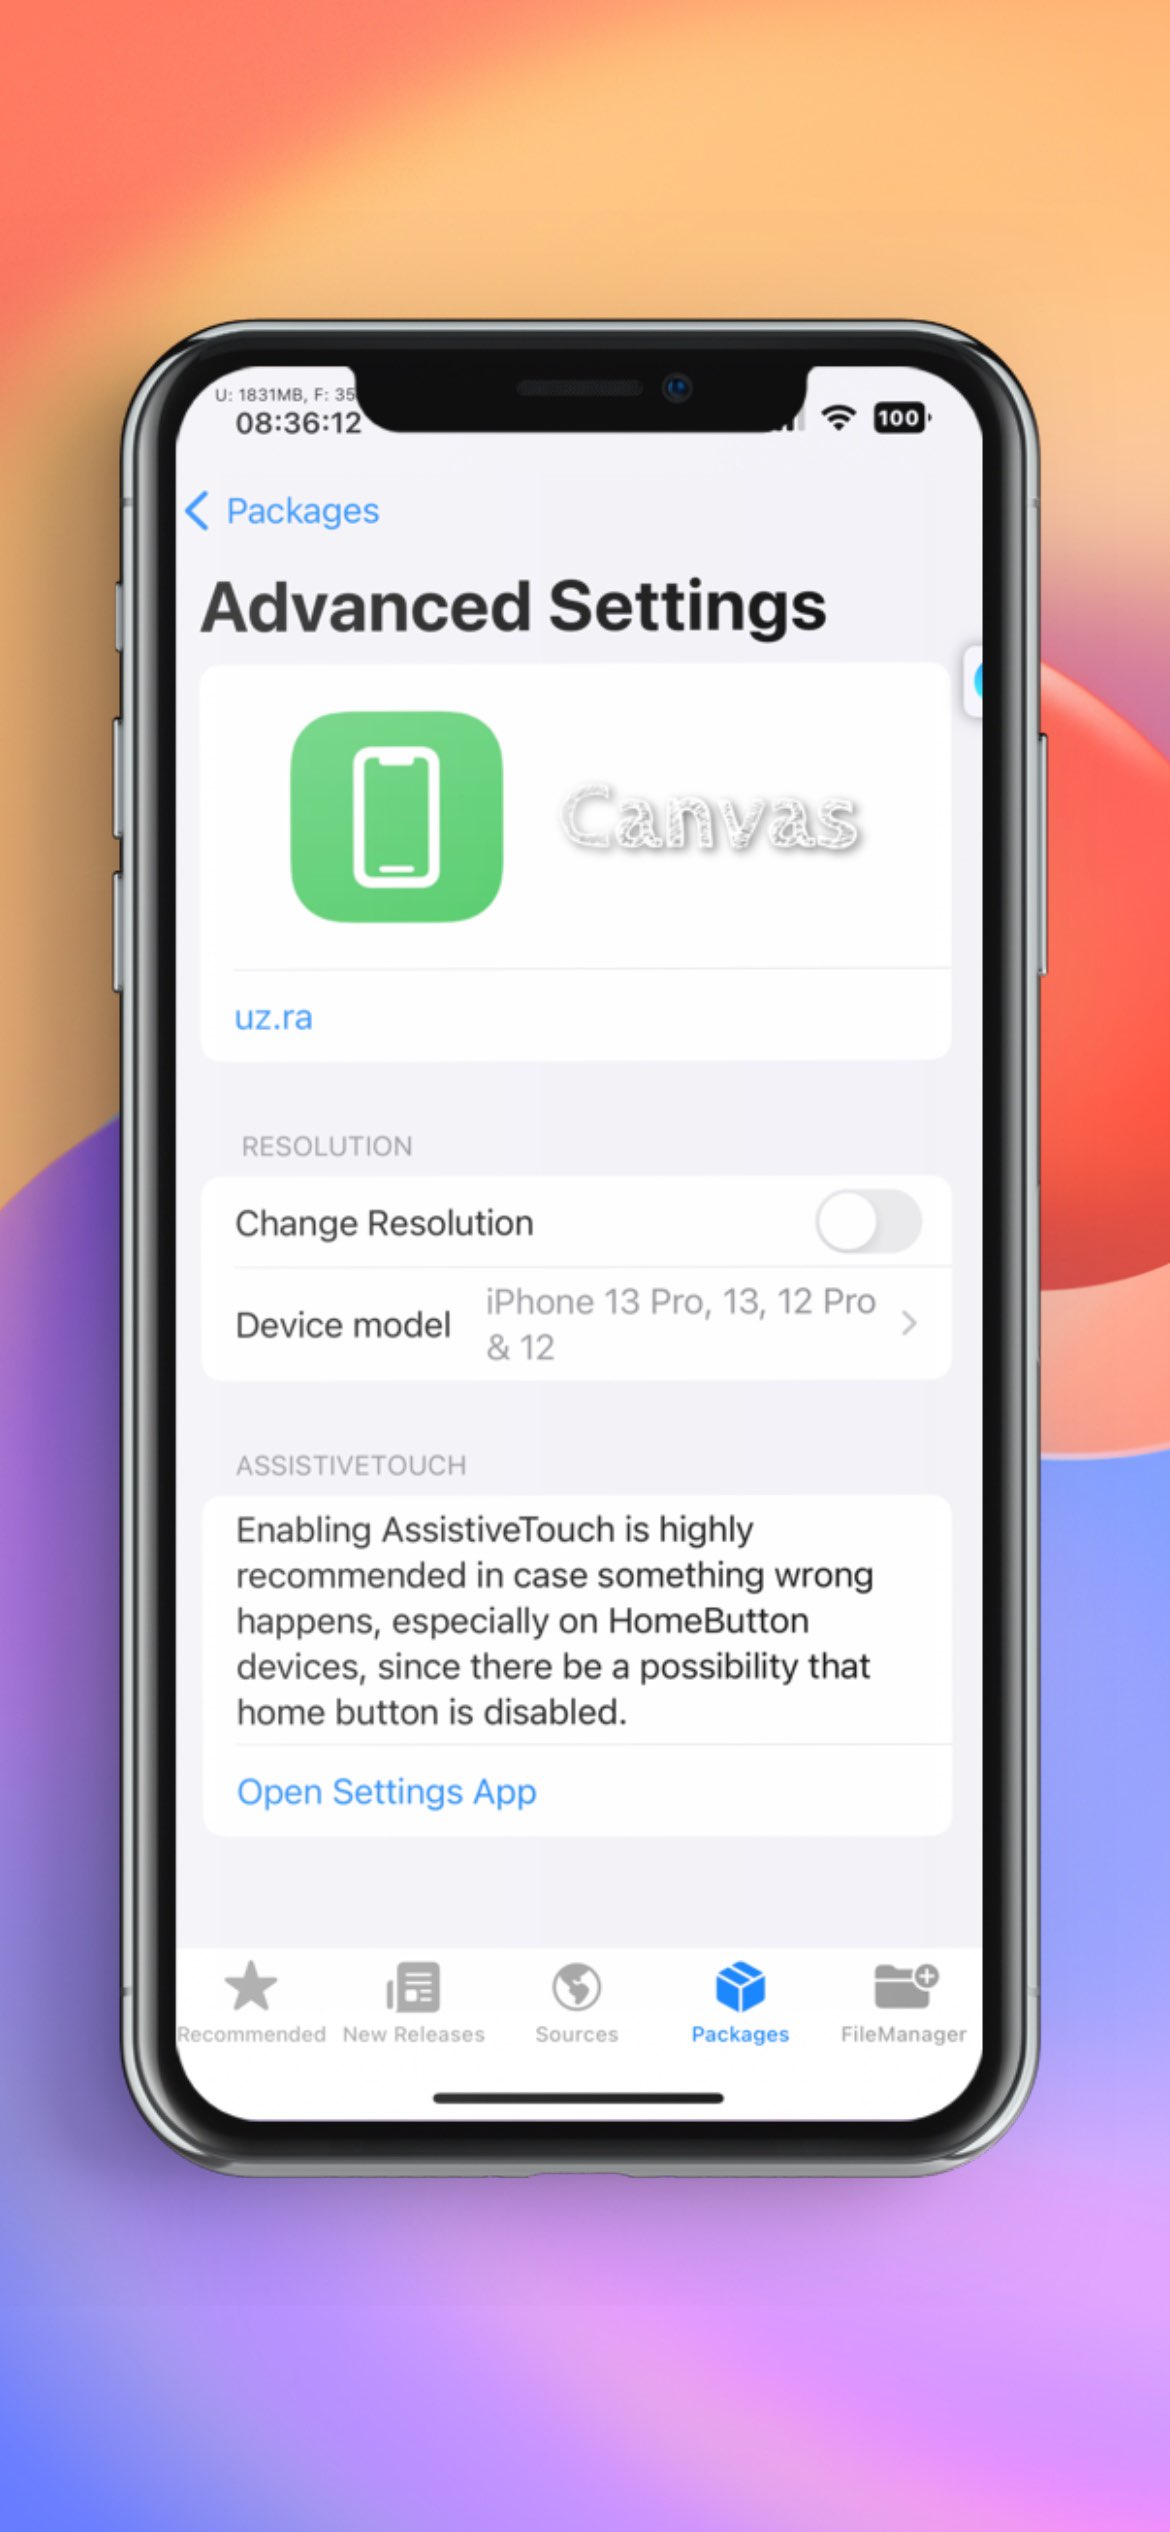 U: 1831MB, F: 35
08:36:12
100
Packages
Advanced Settings
Canvas
uz.ra
RESOLUTION
Change Resolution
Device model
iPhone 13 Pro, 13, 12 Pro
& 12
ASSISTIVETOUCH
Enabling AssistiveTouch is highly
recommended in case something wrong
happens, especially on HomeButton
devices, since there be a possibility that
home button is disabled.
Open Settings App
Recommended
New Releases
Sources
Packages
FileManager